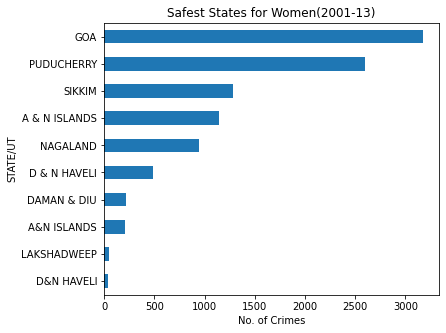 Safest States for Women(2001-13)
GOA
PUDUCHERRY
SIKKIM
A & N ISLANDS
NAGALAND
D & N HAVELI
DAMAN & DIU
A&N ISLANDS
LAKSHADWEEP
D&N HAVELI
STATE/UT
0 500 1000 1500 2000 2500 3000
No. of Crimes